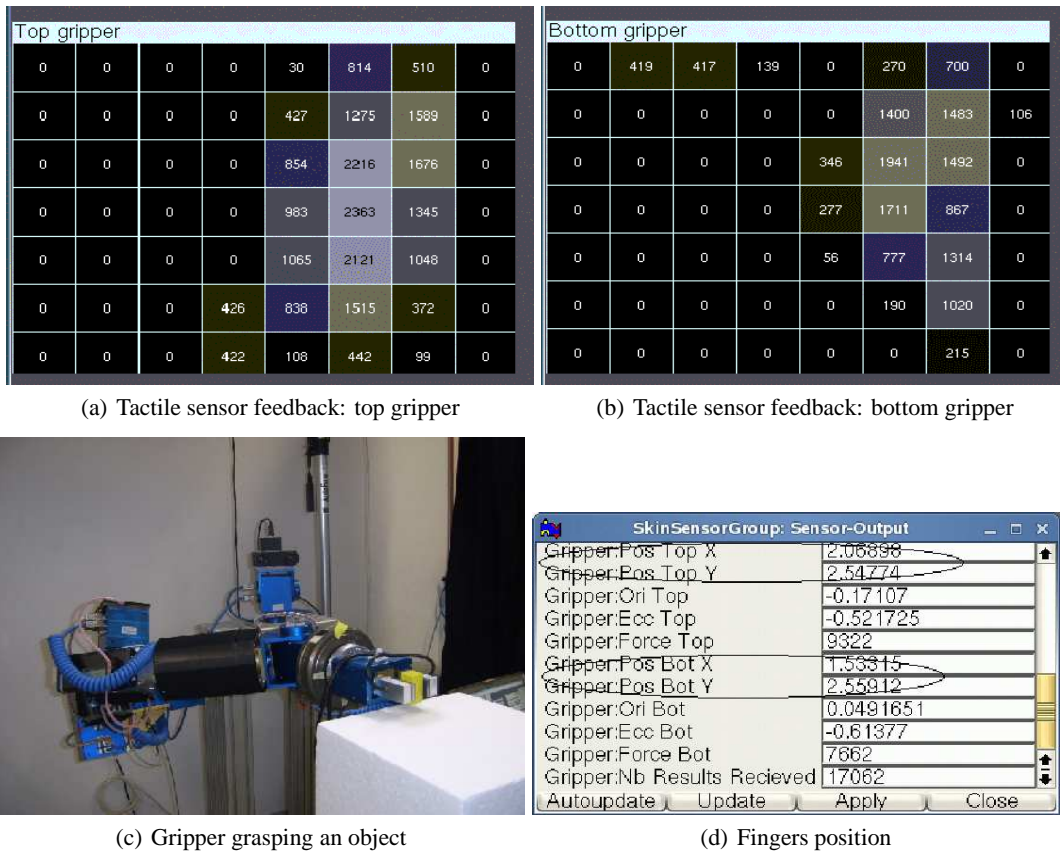 Top gripper
0 0 0 0 30 814 510 0
0 0 0 0 427 1275 1589 0
0 0 0 0 854 2216 1676 0
0 0 0 0 983 2363 1345 0
0 0 0 0 1065 2121 1048 0
0 0 0 426 838 1515 372 0
0 0 0 422 108 442 99 0
(a) Tactile sensor feedback: top gripper
Bottom gripper
0 419 417 139 0 270 700 0
0 0 0 0 0 1400 1483 106
0 0 0 0 346 1941 1492 0
0 0 0 0 277 1711 867 0
0 0 0 0 56 777 1314 0
0 0 0 0 0 190 1020 0
0 0 0 0 0 0 215 0
(b) Tactile sensor feedback: bottom gripper
(c) Gripper grasping an object
SkinSensorGroup: Sensor-Output
Gripper:Pos Top X 2.06898
Gripper:Pos Top Y 2.54774
Gripper:Ori Top -0.17107
Gripper:Ecc Top -0.521725
Gripper:Force Top 9322
Gripper:Pos Bot X 1.53315
Gripper:Pos Bot Y 2.55912
Gripper:Ori Bot 0.0491651
Gripper:Ecc Bot -0.61377
Gripper:Force Bot 7662
Gripper:Nb Results Recieved 17062
Autoupdate Update Apply Close
(d) Fingers position